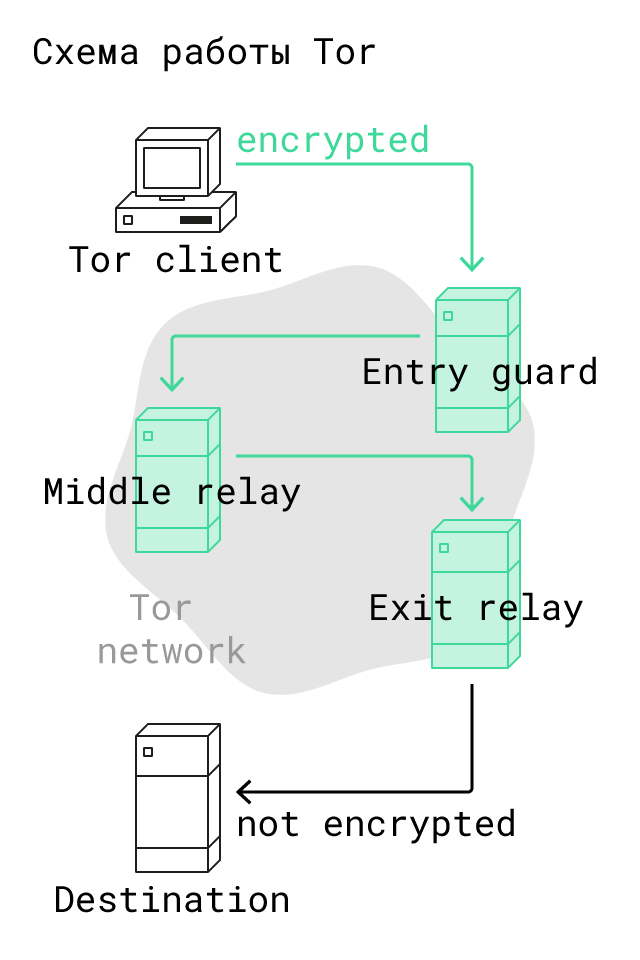 Схема работы Tor
encrypted
Tor client
Entry guard
Middle relay
Exit relay
Tor
network
not encrypted
Destination